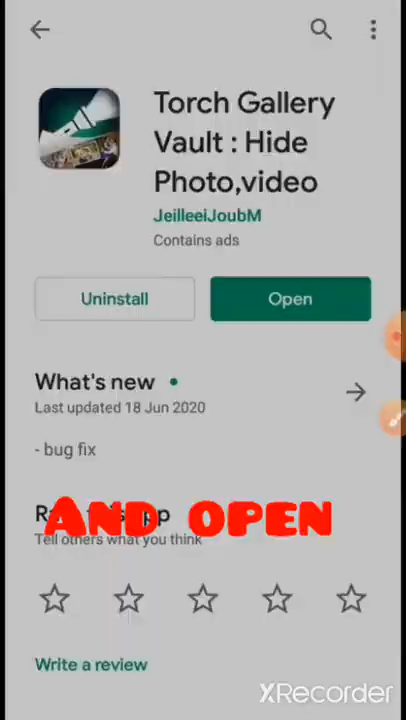 Torch Gallery
Vault : Hide
Photo,video
JeilleeiJoubM
Contains ads
Uninstall
Open
What's new
Last updated 18 Jun 2020
- bug fix
AND OPEN
Tell others what you think
Write a review
XRecorder